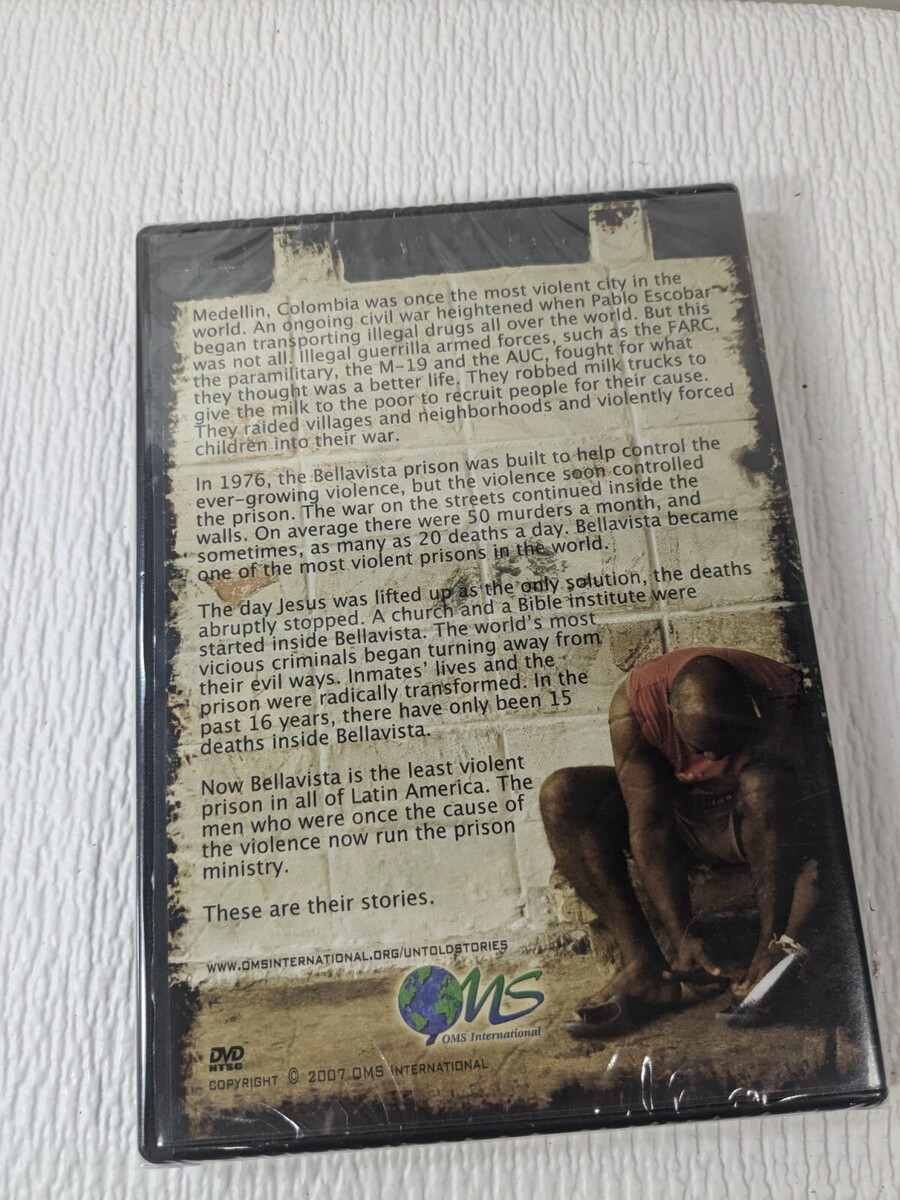 Medellin, Colombia was once the most violent city in the
world. An ongoing civil war heightened when Pablo Escobar
began transporting illegal drugs all over the world. But this
was not all. Illegal guerrilla armed forces, such as the FARC,
the paramilitary, the M-19 and the AUC, fought for what
they thought was a better life. They robbed milk trucks to
give the milk to the poor to recruit people for their cause.
They raided villages and neighborhoods and violently forced
children into their war.
In 1976, the Bellavista prison was built to help control the
ever-growing violence, but the violence soon controlled
the prison. The war on the streets continued inside the
walls. On average there were 50 murders a month, and
sometimes, as many as 20 deaths a day. Bellavista became
one of the most violent prisons in the world.
The day Jesus was lifted up as the only solution, the deaths
abruptly stopped. A church and a Bible institute were
started inside Bellavista. The world's most
vicious criminals began turning away from
their evil ways. Inmates' lives and the
prison were radically transformed. In the
past 16 years, there have only been 15
deaths inside Bellavista.
Now Bellavista is the least violent
prison in all of Latin America. The
men who were once the cause of
the violence now run the prison
ministry.
These are their stories.
WWW.OMSINTERNATIONAL.ORG/UNTOLDSTORIES
OMS
OMS International
DVD
NTSC
COPYRIGHT © 2007 OMS INTERNATIONAL